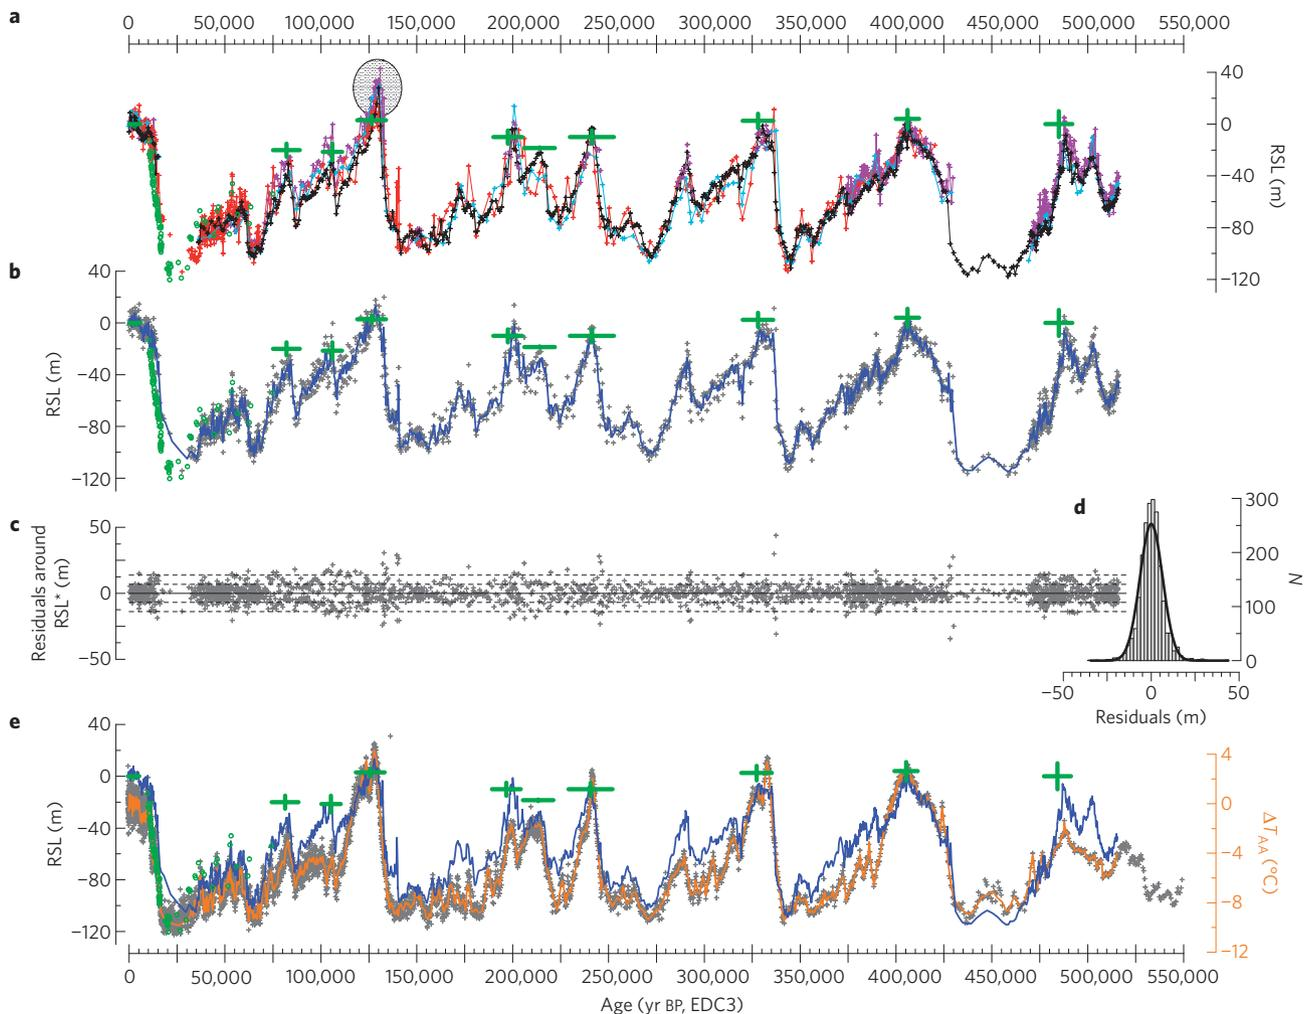 a
0 50,000 100,000 150,000 200,000 250,000 300,000 350,000 400,000 450,000 500,000 550,000
40
0
−40
−80
−120
RSL (m)
b
40
0
−40
−80
−120
RSL (m)
c
50
0
−50
Residuals around
RSL* (m)
d
300
200
100
0
N
−50 0 50
Residuals (m)
e
40
0
−40
−80
−120
RSL (m)
4
0
−4
−8
−12
ΔT_AA (°C)
0 50,000 100,000 150,000 200,000 250,000 300,000 350,000 400,000 450,000 500,000 550,000
Age (yr BP, EDC3)